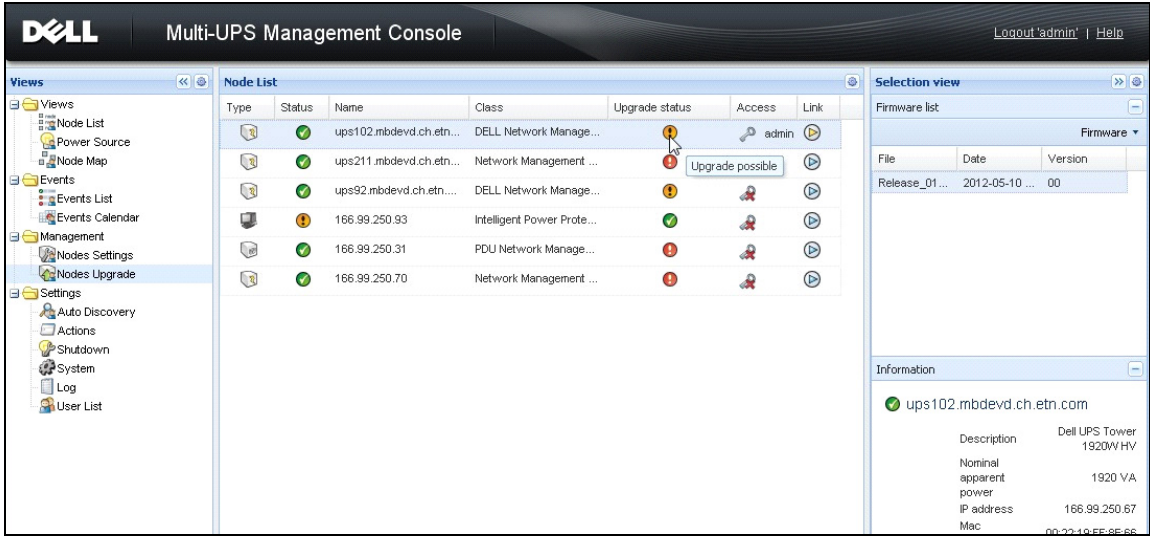 DELL Multi-UPS Management Console Logout 'admin' | Help
Views
Views
Node List
Power Source
Node Map
Events
Events List
Events Calendar
Management
Nodes Settings
Nodes Upgrade
Settings
Auto Discovery
Actions
Shutdown
System
Log
User List
Node List
Type Status Name Class Upgrade status Access Link
ups102.mbdevd.ch.etn... DELL Network Manage... admin
Upgrade possible
ups211.mbdevd.ch.etn... Network Management ...
ups92.mbdevd.ch.etn.... DELL Network Manage...
166.99.250.93 Intelligent Power Prote...
166.99.250.31 PDU Network Manage...
166.99.250.70 Network Management ...
Selection view
Firmware list
Firmware
File Date Version
Release_01... 2012-05-10 ... 00
Information
ups102.mbdevd.ch.etn.com
Description Dell UPS Tower
1920W HV
Nominal
apparent 1920 VA
power
IP address 166.99.250.67
Mac